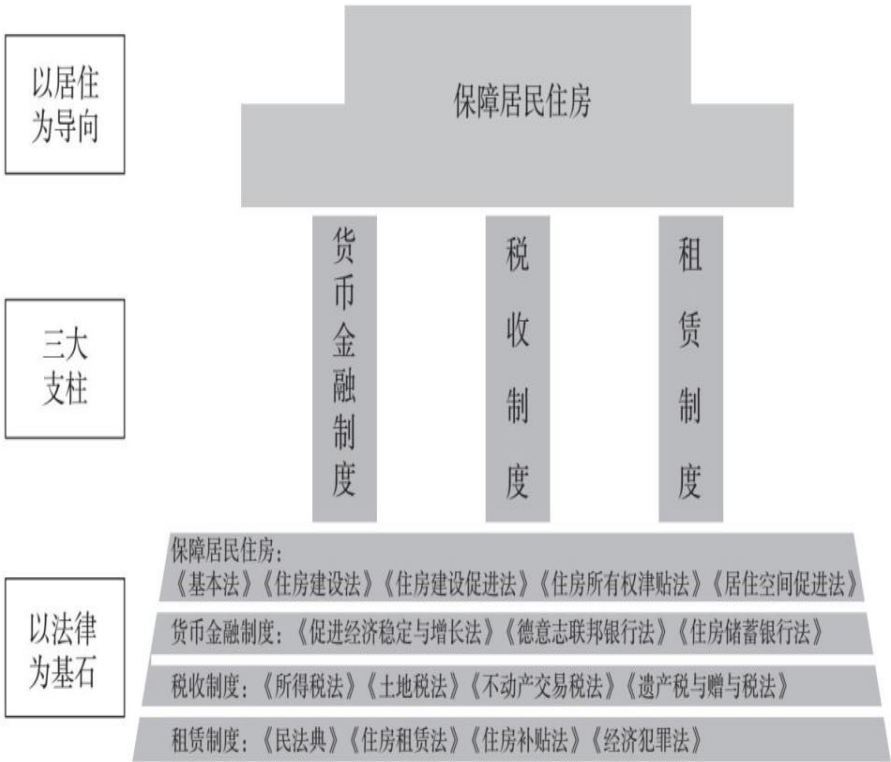 以居住
为导向
保障居民住房
三大
支柱
货币金融制度
税收制度
租赁制度
以法律
为基石
保障居民住房：
《基本法》《住房建设法》《住房建设促进法》《住房所有权津贴法》《居住空间促进法》
货币金融制度：《促进经济稳定与增长法》《德意志联邦银行法》《住房储蓄银行法》
税收制度：《所得税法》《土地税法》《不动产交易税法》《遗产税与赠与税法》
租赁制度：《民法典》《住房租赁法》《住房补贴法》《经济犯罪法》